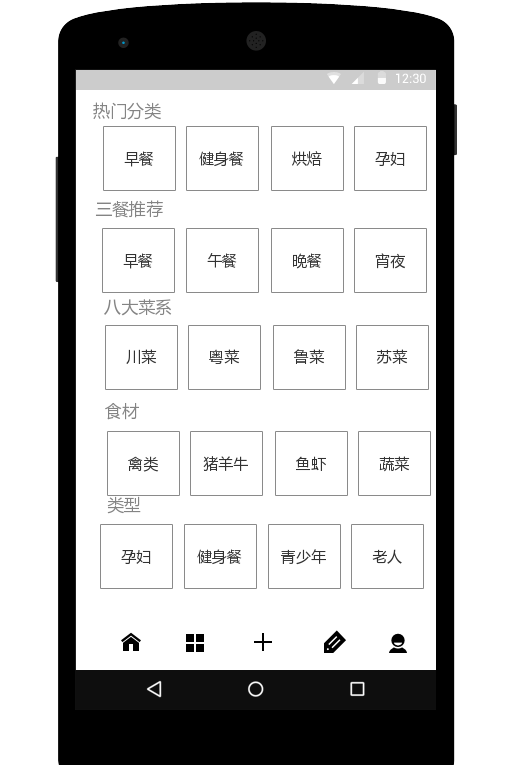 12:30
热门分类
早餐 健身餐 烘焙 孕妇
三餐推荐
早餐 午餐 晚餐 宵夜
八大菜系
川菜 粤菜 鲁菜 苏菜
食材
禽类 猪羊牛 鱼虾 蔬菜
类型
孕妇 健身餐 青少年 老人